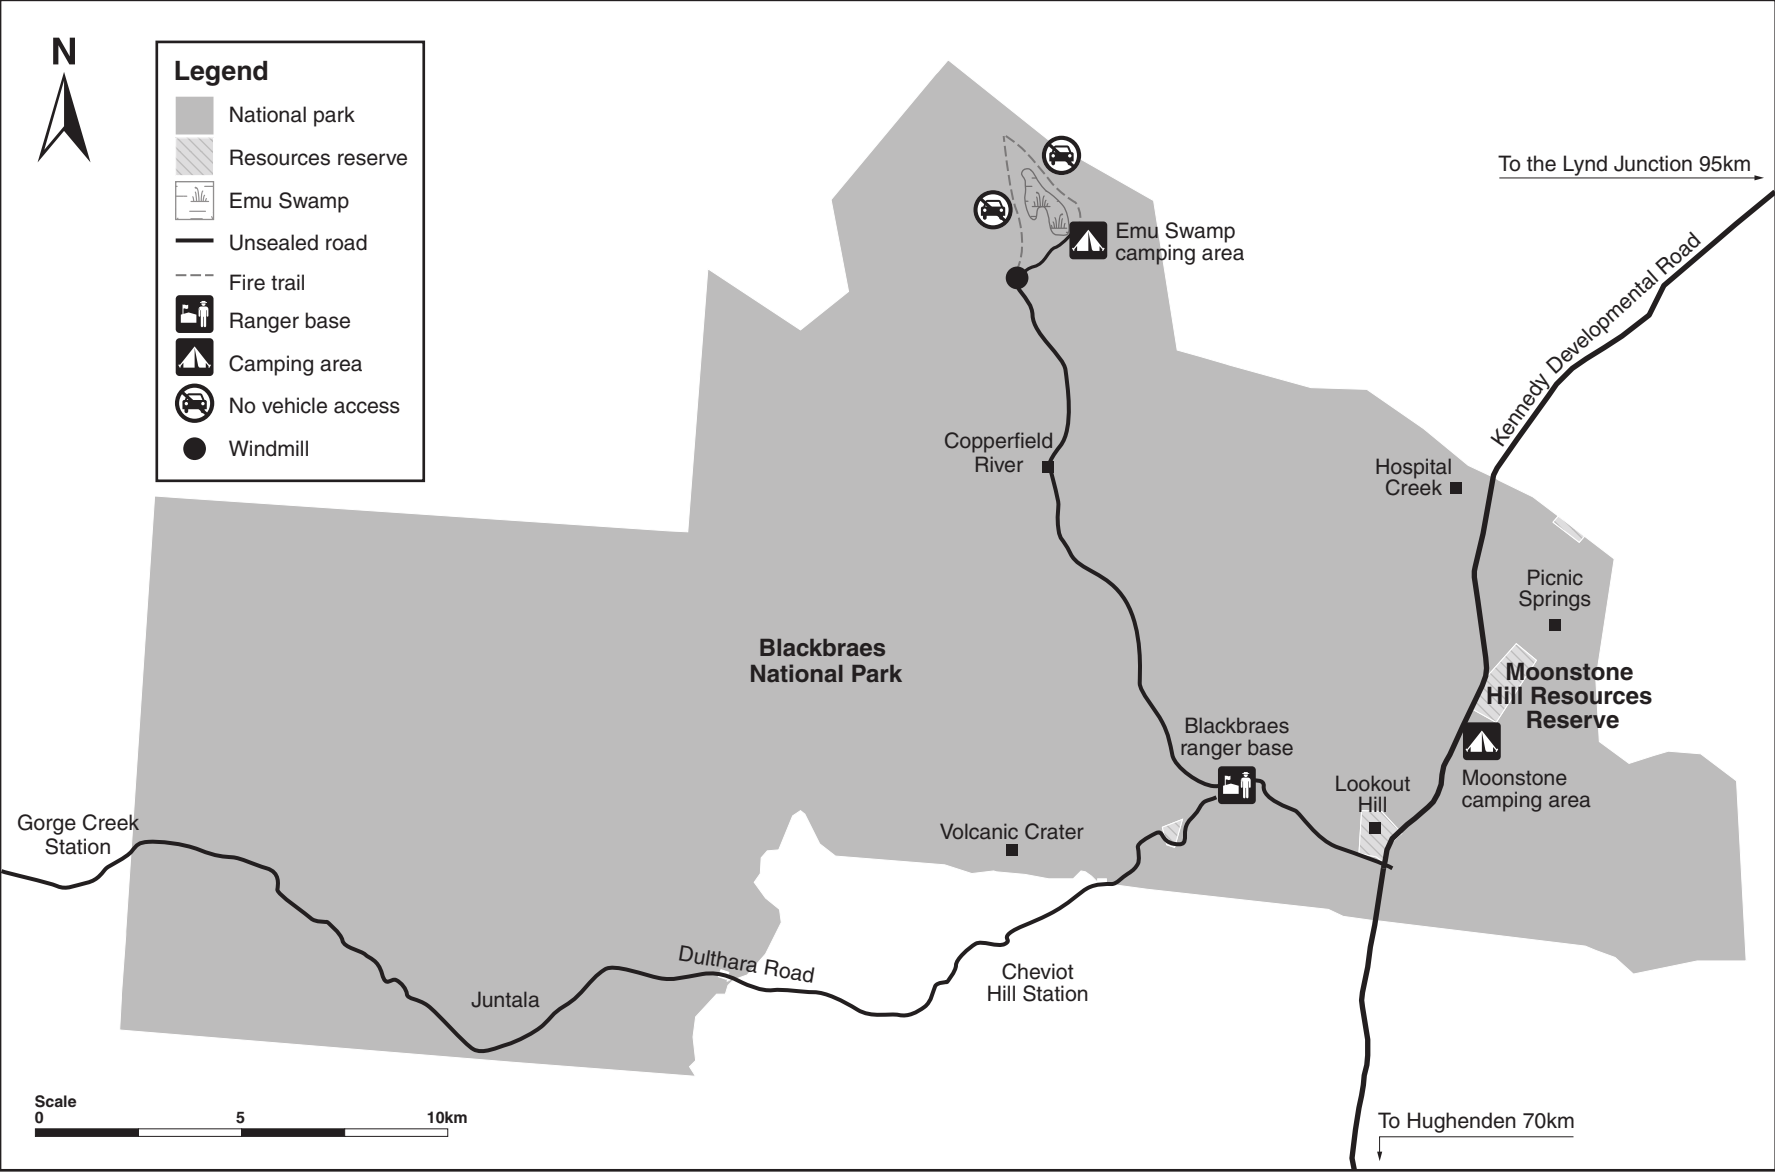 N
Legend
National park
Resources reserve
Emu Swamp
Unsealed road
Fire trail
Ranger base
Camping area
No vehicle access
Windmill
To the Lynd Junction 95km
Emu Swamp
camping area
Kennedy Developmental Road
Copperfield
River
Hospital
Creek
Picnic
Springs
Blackbraes
National Park
Moonstone
Hill Resources
Reserve
Blackbraes
ranger base
Lookout
Hill
Moonstone
camping area
Gorge Creek
Station
Volcanic Crater
Dulthara Road
Juntala
Cheviot
Hill Station
Scale
0 5 10km
To Hughenden 70km